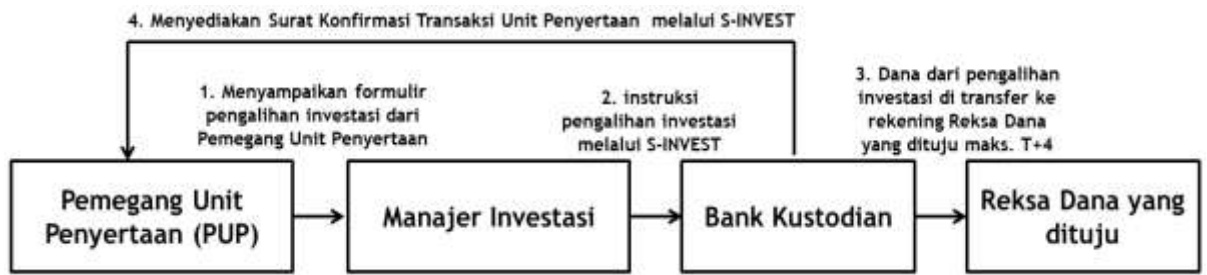 4. Menyediakan Surat Konfirmasi Transaksi Unit Penyertaan melalui S-INVEST
1. Menyampaikan formulir
pengalihan investasi dari
Pemegang Unit Penyertaan
2. instruksi
pengalihan investasi
melalui S-INVEST
3. Dana dari pengalihan
investasi di transfer ke
rekening Reksa Dana
yang dituju maks. T+4
Pemegang Unit
Penyertaan (PUP)
Manajer Investasi
Bank Kustodian
Reksa Dana yang
dituju